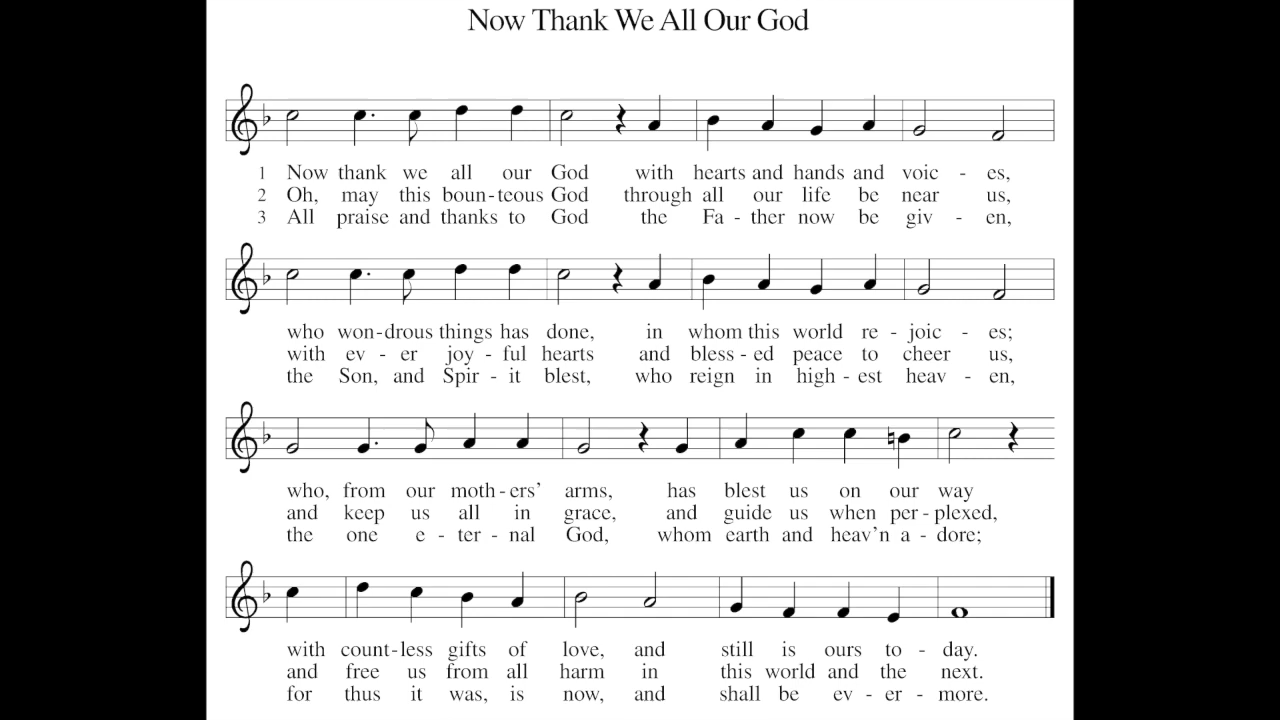 Now Thank We All Our God
1 Now thank we all our God with hearts and hands and voic - es,
2 Oh, may this boun - teous God through all our life be near us,
3 All praise and thanks to God the Fa - ther now be giv - en,
who won - drous things has done, in whom this world re - joic - es;
with ev - er joy - ful hearts and bless - ed peace to cheer us,
the Son, and Spir - it blest, who reign in high - est heav - en,
who, from our moth - ers’ arms, has blest us on our way
and keep us all in grace, and guide us when per - plexed,
the one e - ter - nal God, whom earth and heav’n a - dore;
with count - less gifts of love, and still is ours to - day.
and free us from all harm in this world and the next.
for thus it was, is now, and shall be ev - er - more.